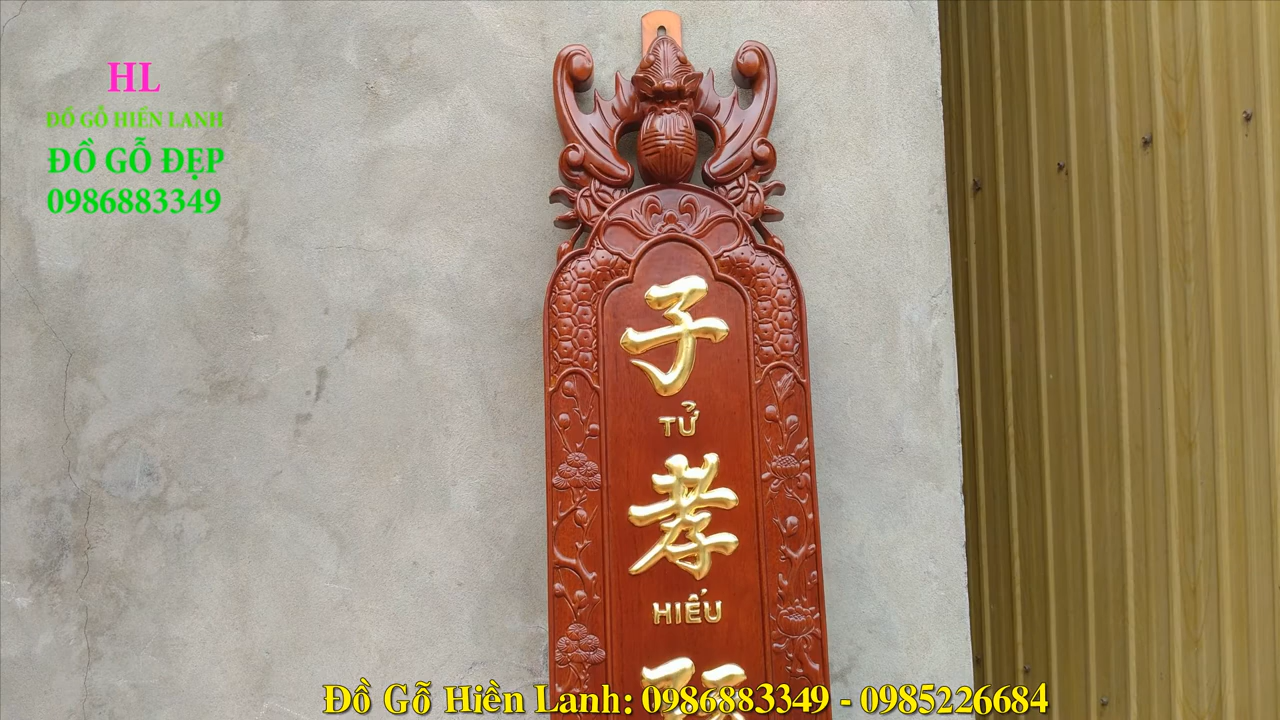 HL
ĐỒ GỖ HIỀN LANH
ĐỒ GỖ ĐẸP
0986883349
子
TỬ
孝
HIẾU
Đồ Gỗ Hiền Lanh: 0986883349 - 0985226684